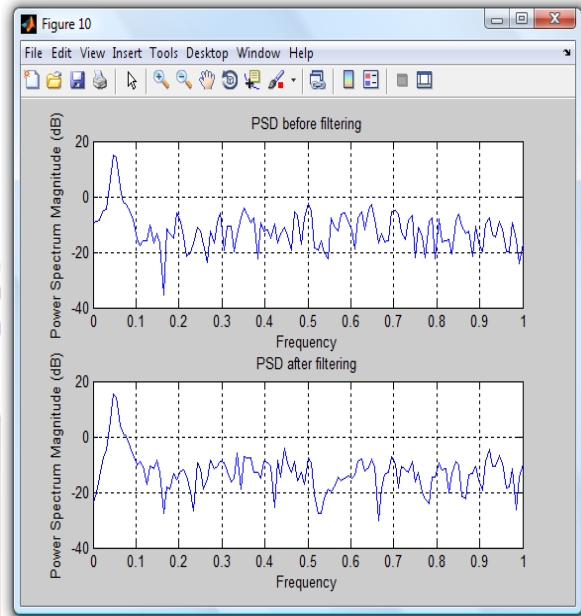 Figure 10
File Edit View Insert Tools Desktop Window Help
PSD before filtering
Power Spectrum Magnitude (dB)
20
0
-20
-40
0 0.1 0.2 0.3 0.4 0.5 0.6 0.7 0.8 0.9 1
Frequency
PSD after filtering
Power Spectrum Magnitude (dB)
20
0
-20
-40
0 0.1 0.2 0.3 0.4 0.5 0.6 0.7 0.8 0.9 1
Frequency